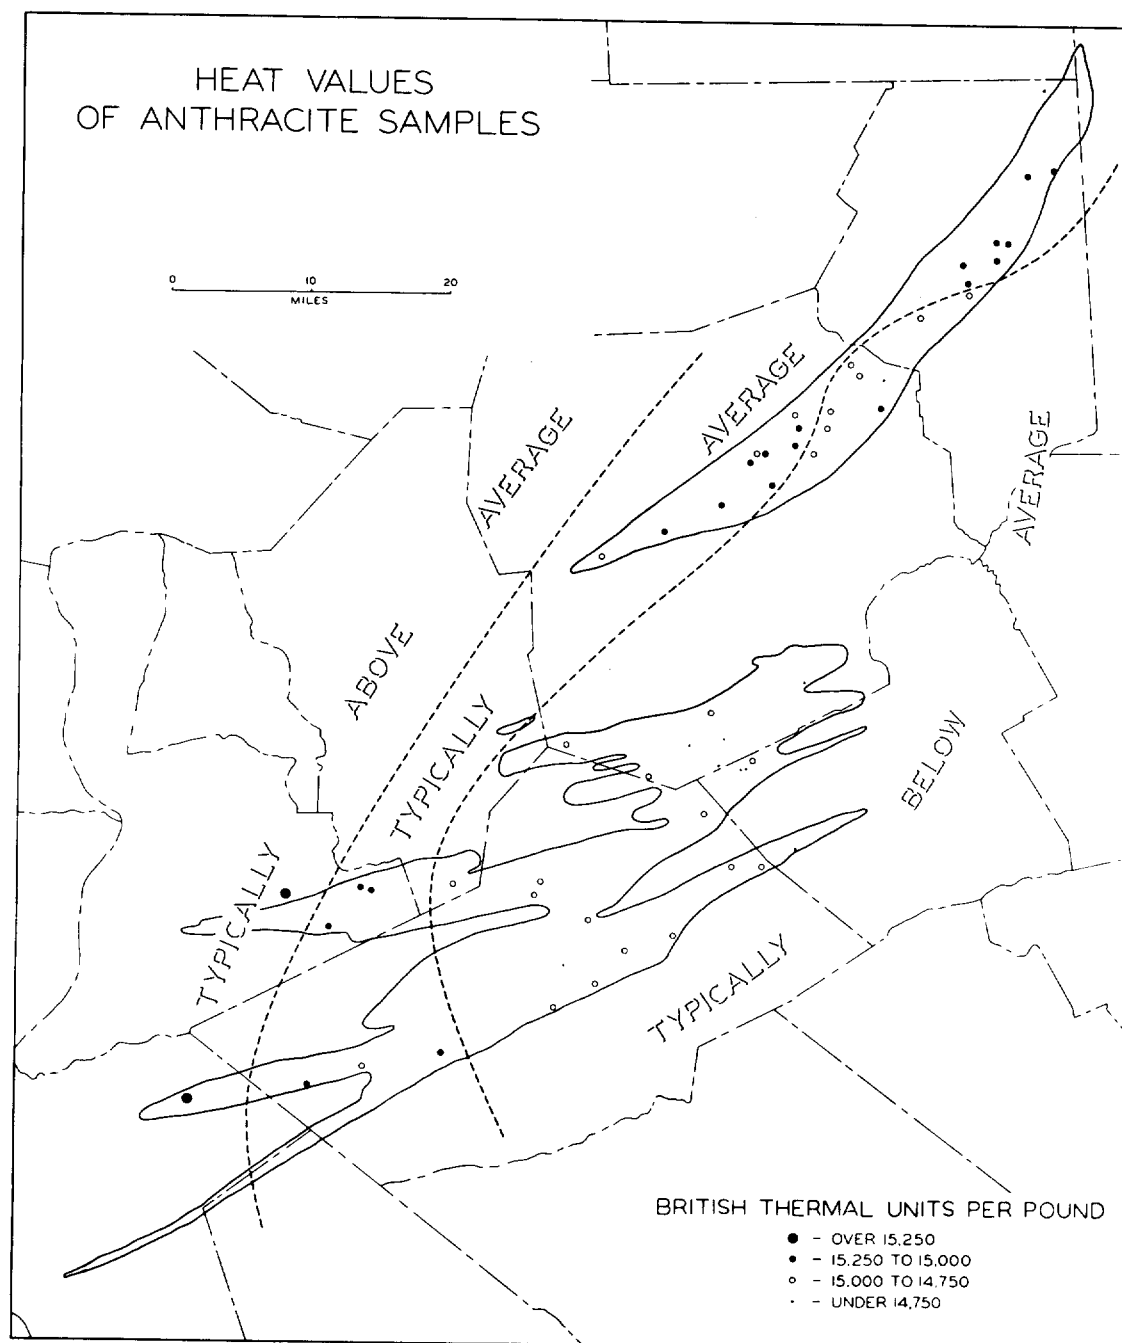 HEAT VALUES
OF ANTHRACITE SAMPLES
0 10 20
MILES
TYPICALLY ABOVE AVERAGE
TYPICALLY AVERAGE
TYPICALLY BELOW AVERAGE
BRITISH THERMAL UNITS PER POUND
● - OVER 15,250
• - 15,250 TO 15,000
○ - 15,000 TO 14,750
· - UNDER 14,750